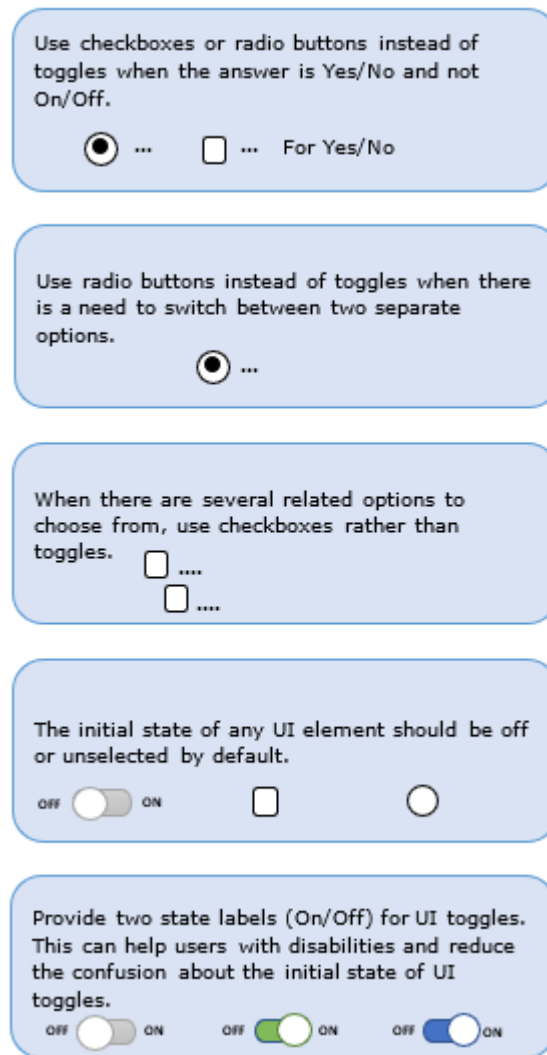 Use checkboxes or radio buttons instead of
toggles when the answer is Yes/No and not
On/Off.
... ... For Yes/No
Use radio buttons instead of toggles when there
is a need to switch between two separate
options.
...
When there are several related options to
choose from, use checkboxes rather than
toggles.
....
....
The initial state of any UI element should be off
or unselected by default.
OFF ON
Provide two state labels (On/Off) for UI toggles.
This can help users with disabilities and reduce
the confusion about the initial state of UI
toggles.
OFF ON OFF ON OFF ON